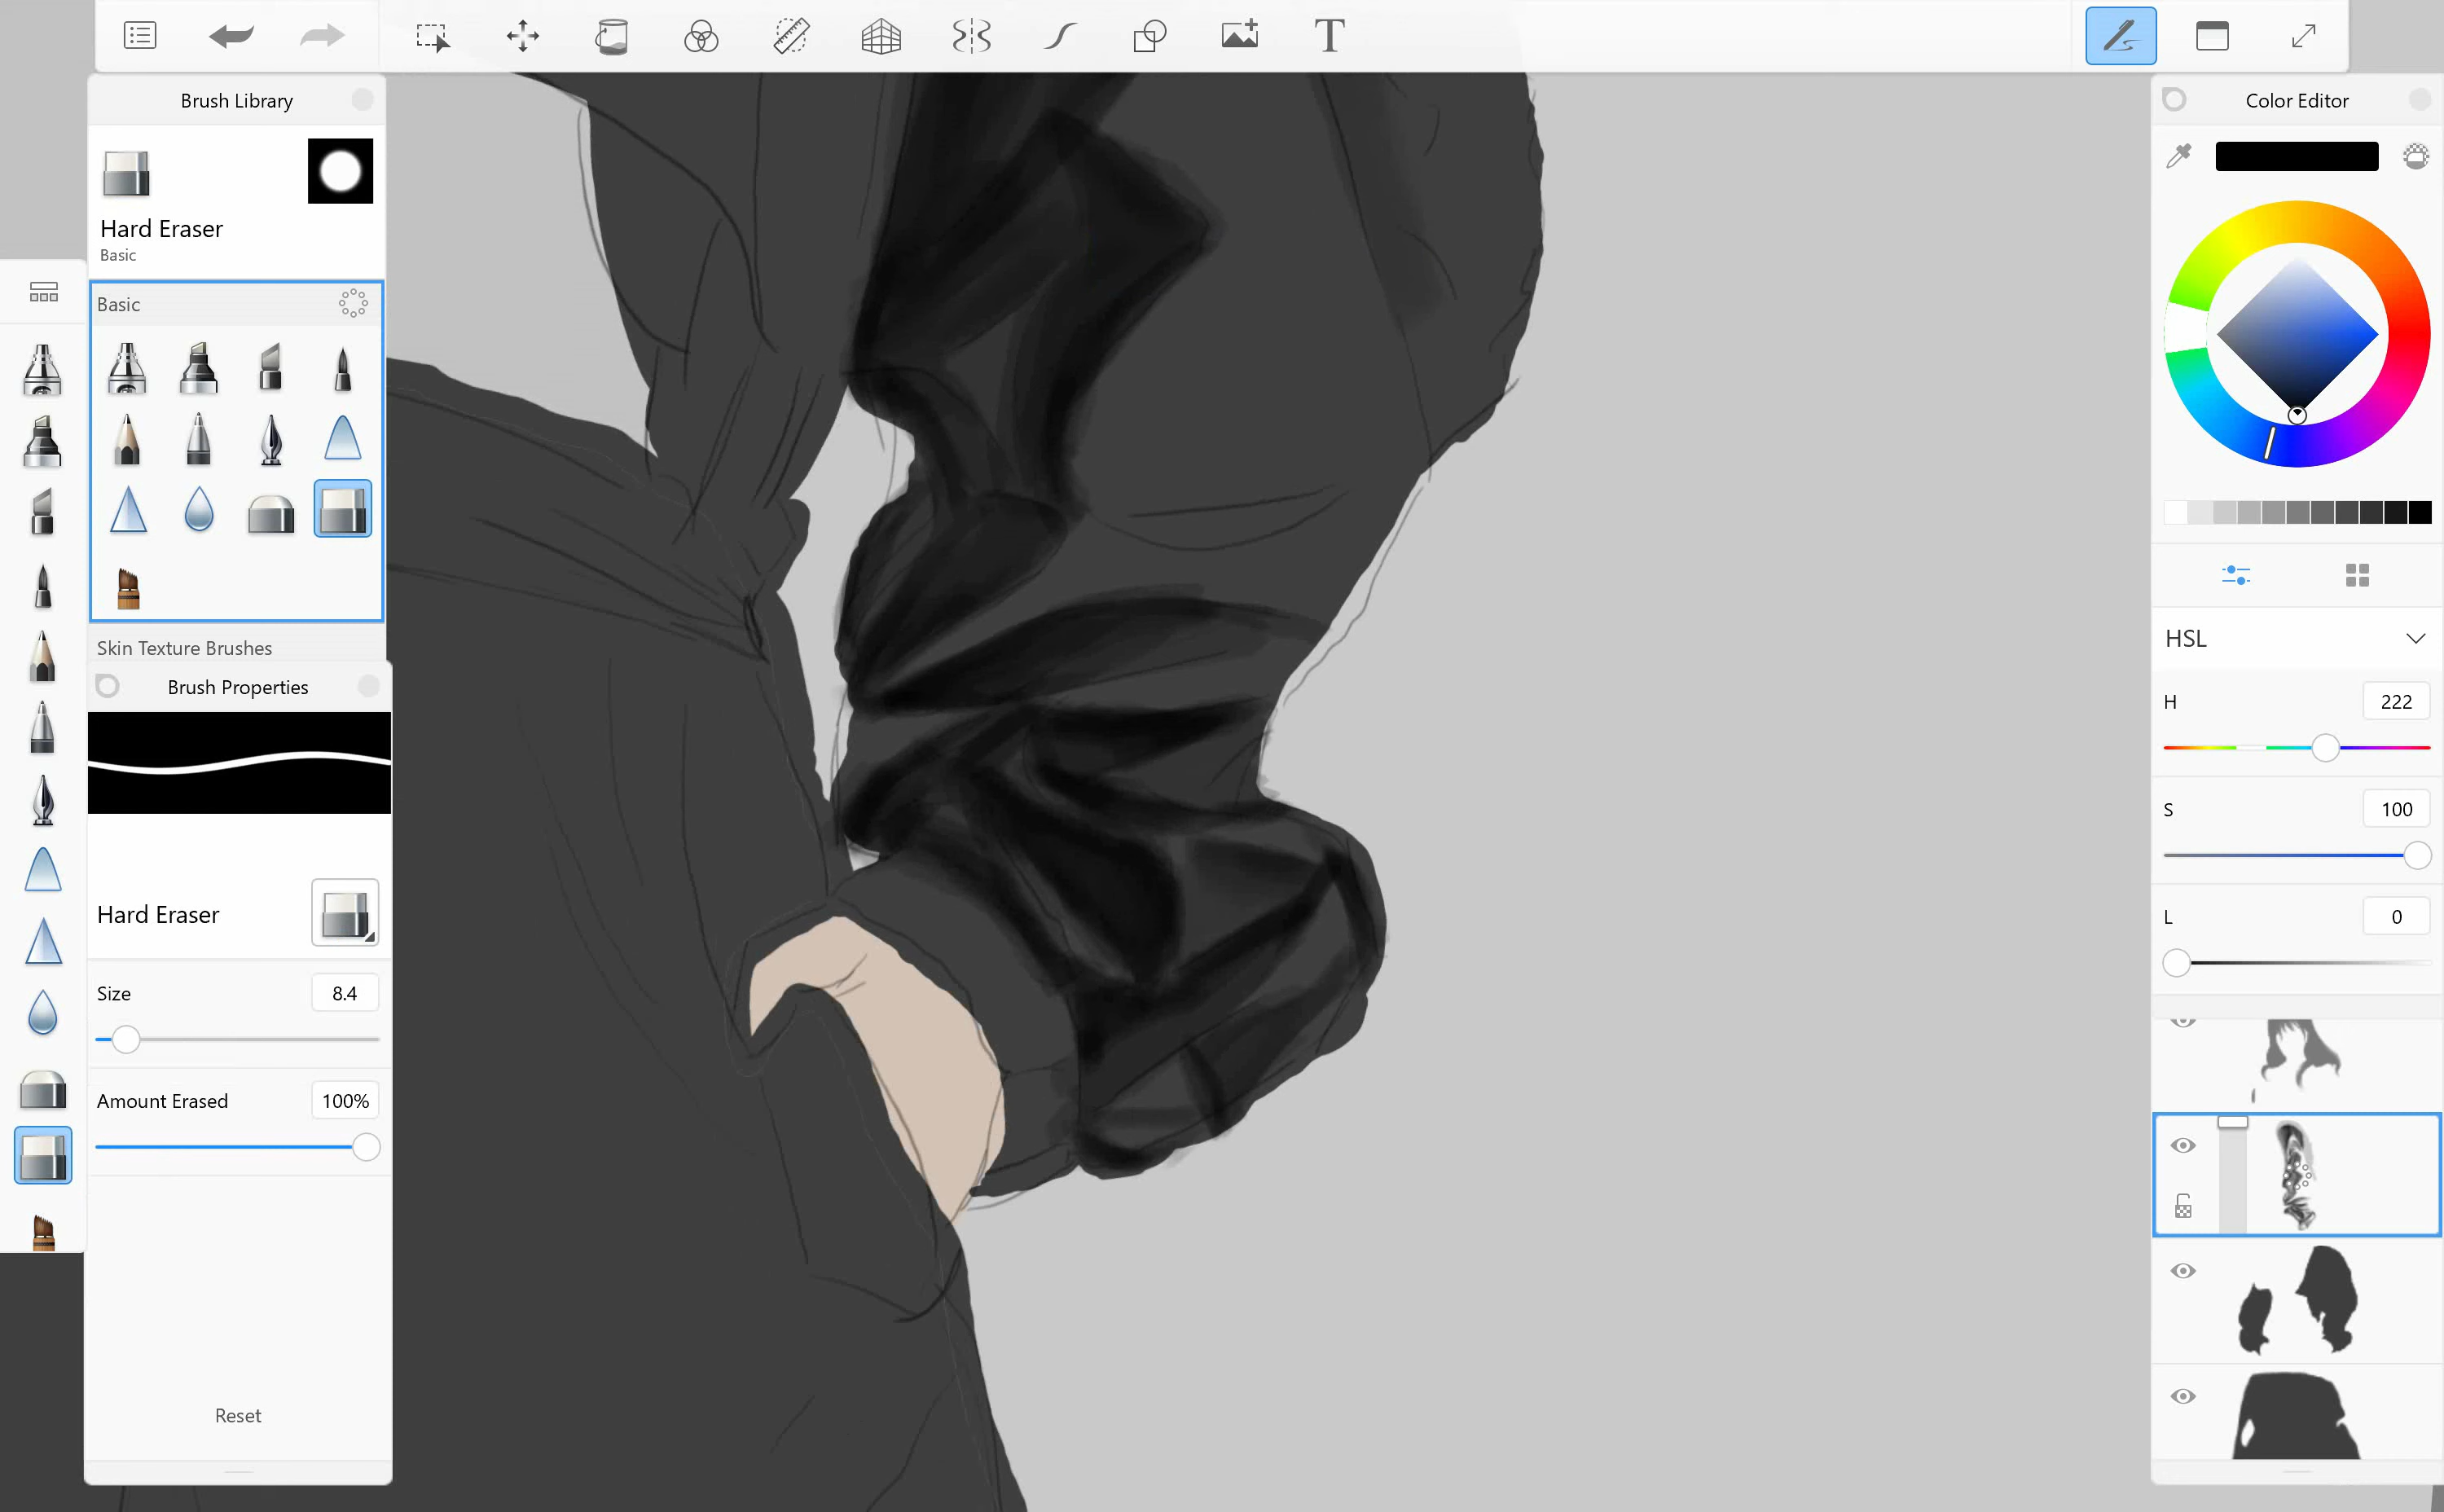 T
Brush Library
Hard Eraser
Basic
Basic
Skin Texture Brushes
Brush Properties
Hard Eraser
Size
8.4
Amount Erased
100%
Reset
Color Editor
HSL
H
222
S
100
L
0